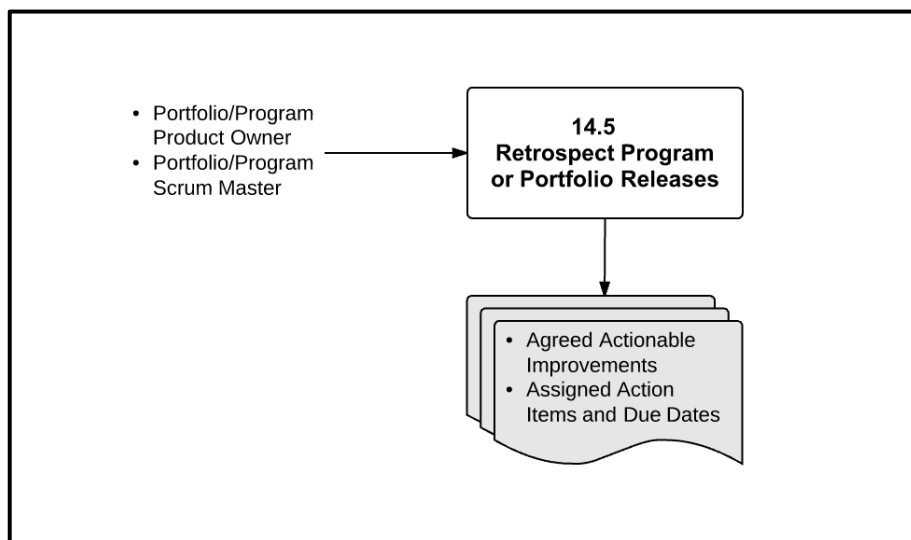 • Portfolio/Program
Product Owner
• Portfolio/Program
Scrum Master
14.5
Retrospect Program
or Portfolio Releases
• Agreed Actionable
Improvements
• Assigned Action
Items and Due Dates